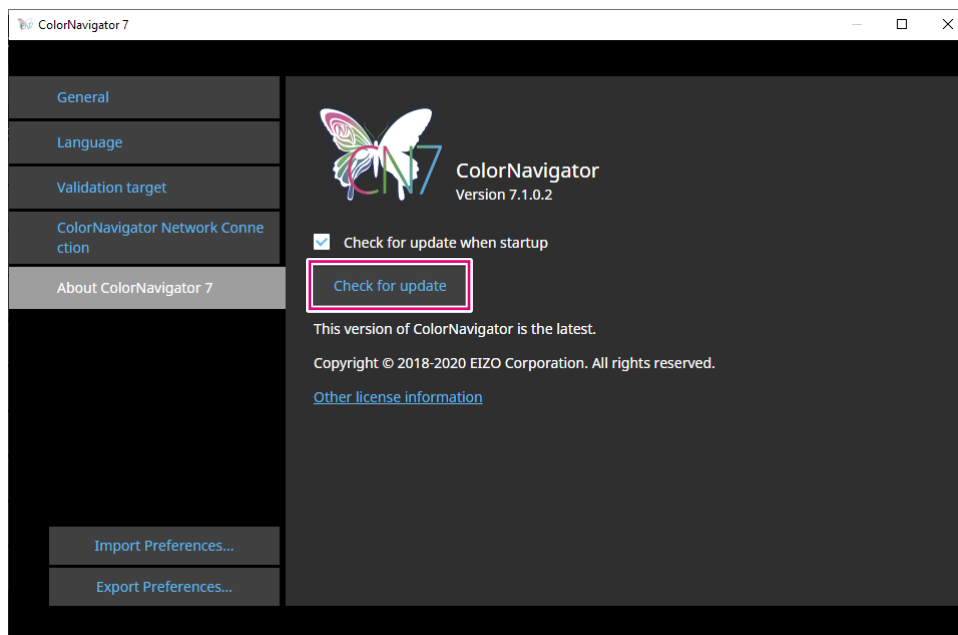 ColorNavigator 7
General
Language
Validation target
ColorNavigator Network Conne
ction
About ColorNavigator 7
Import Preferences...
Export Preferences...
CN7
ColorNavigator
Version 7.1.0.2
Check for update when startup
Check for update
This version of ColorNavigator is the latest.
Copyright © 2018-2020 EIZO Corporation. All rights reserved.
Other license information